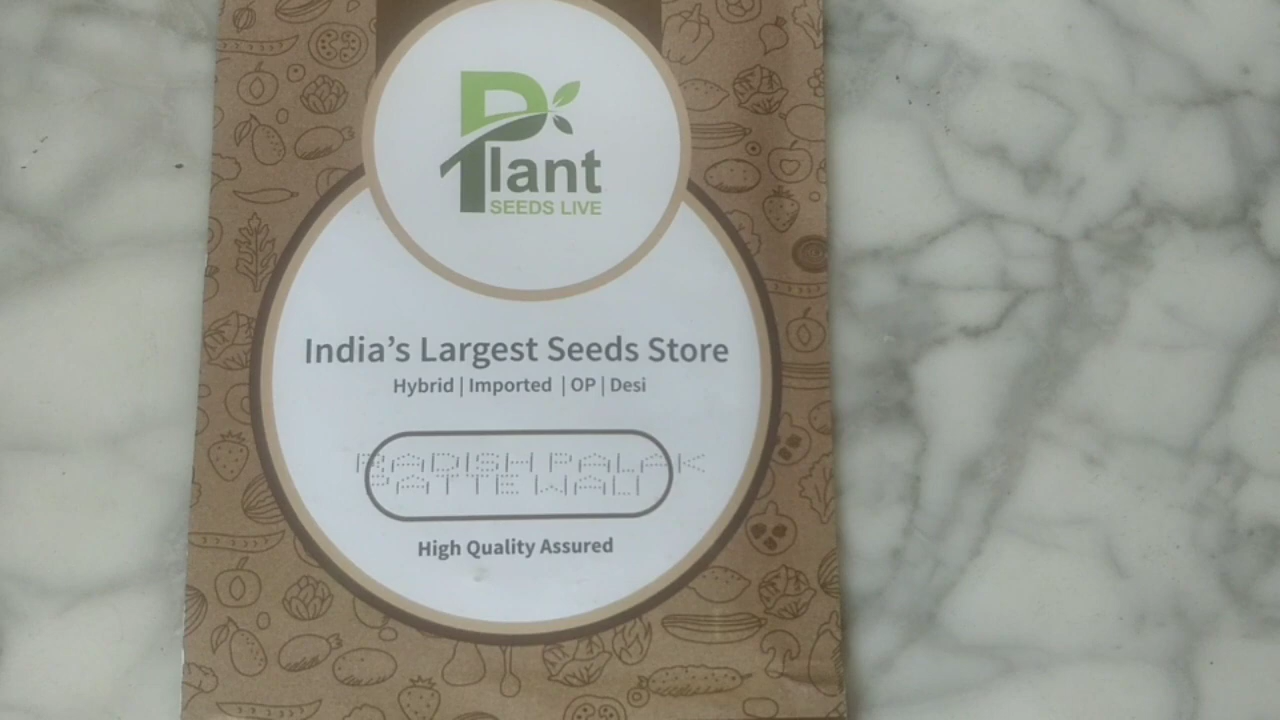 Plant
SEEDS LIVE
India's Largest Seeds Store
Hybrid | Imported | OP | Desi
RADISH PALAK
PATTE WALI
High Quality Assured